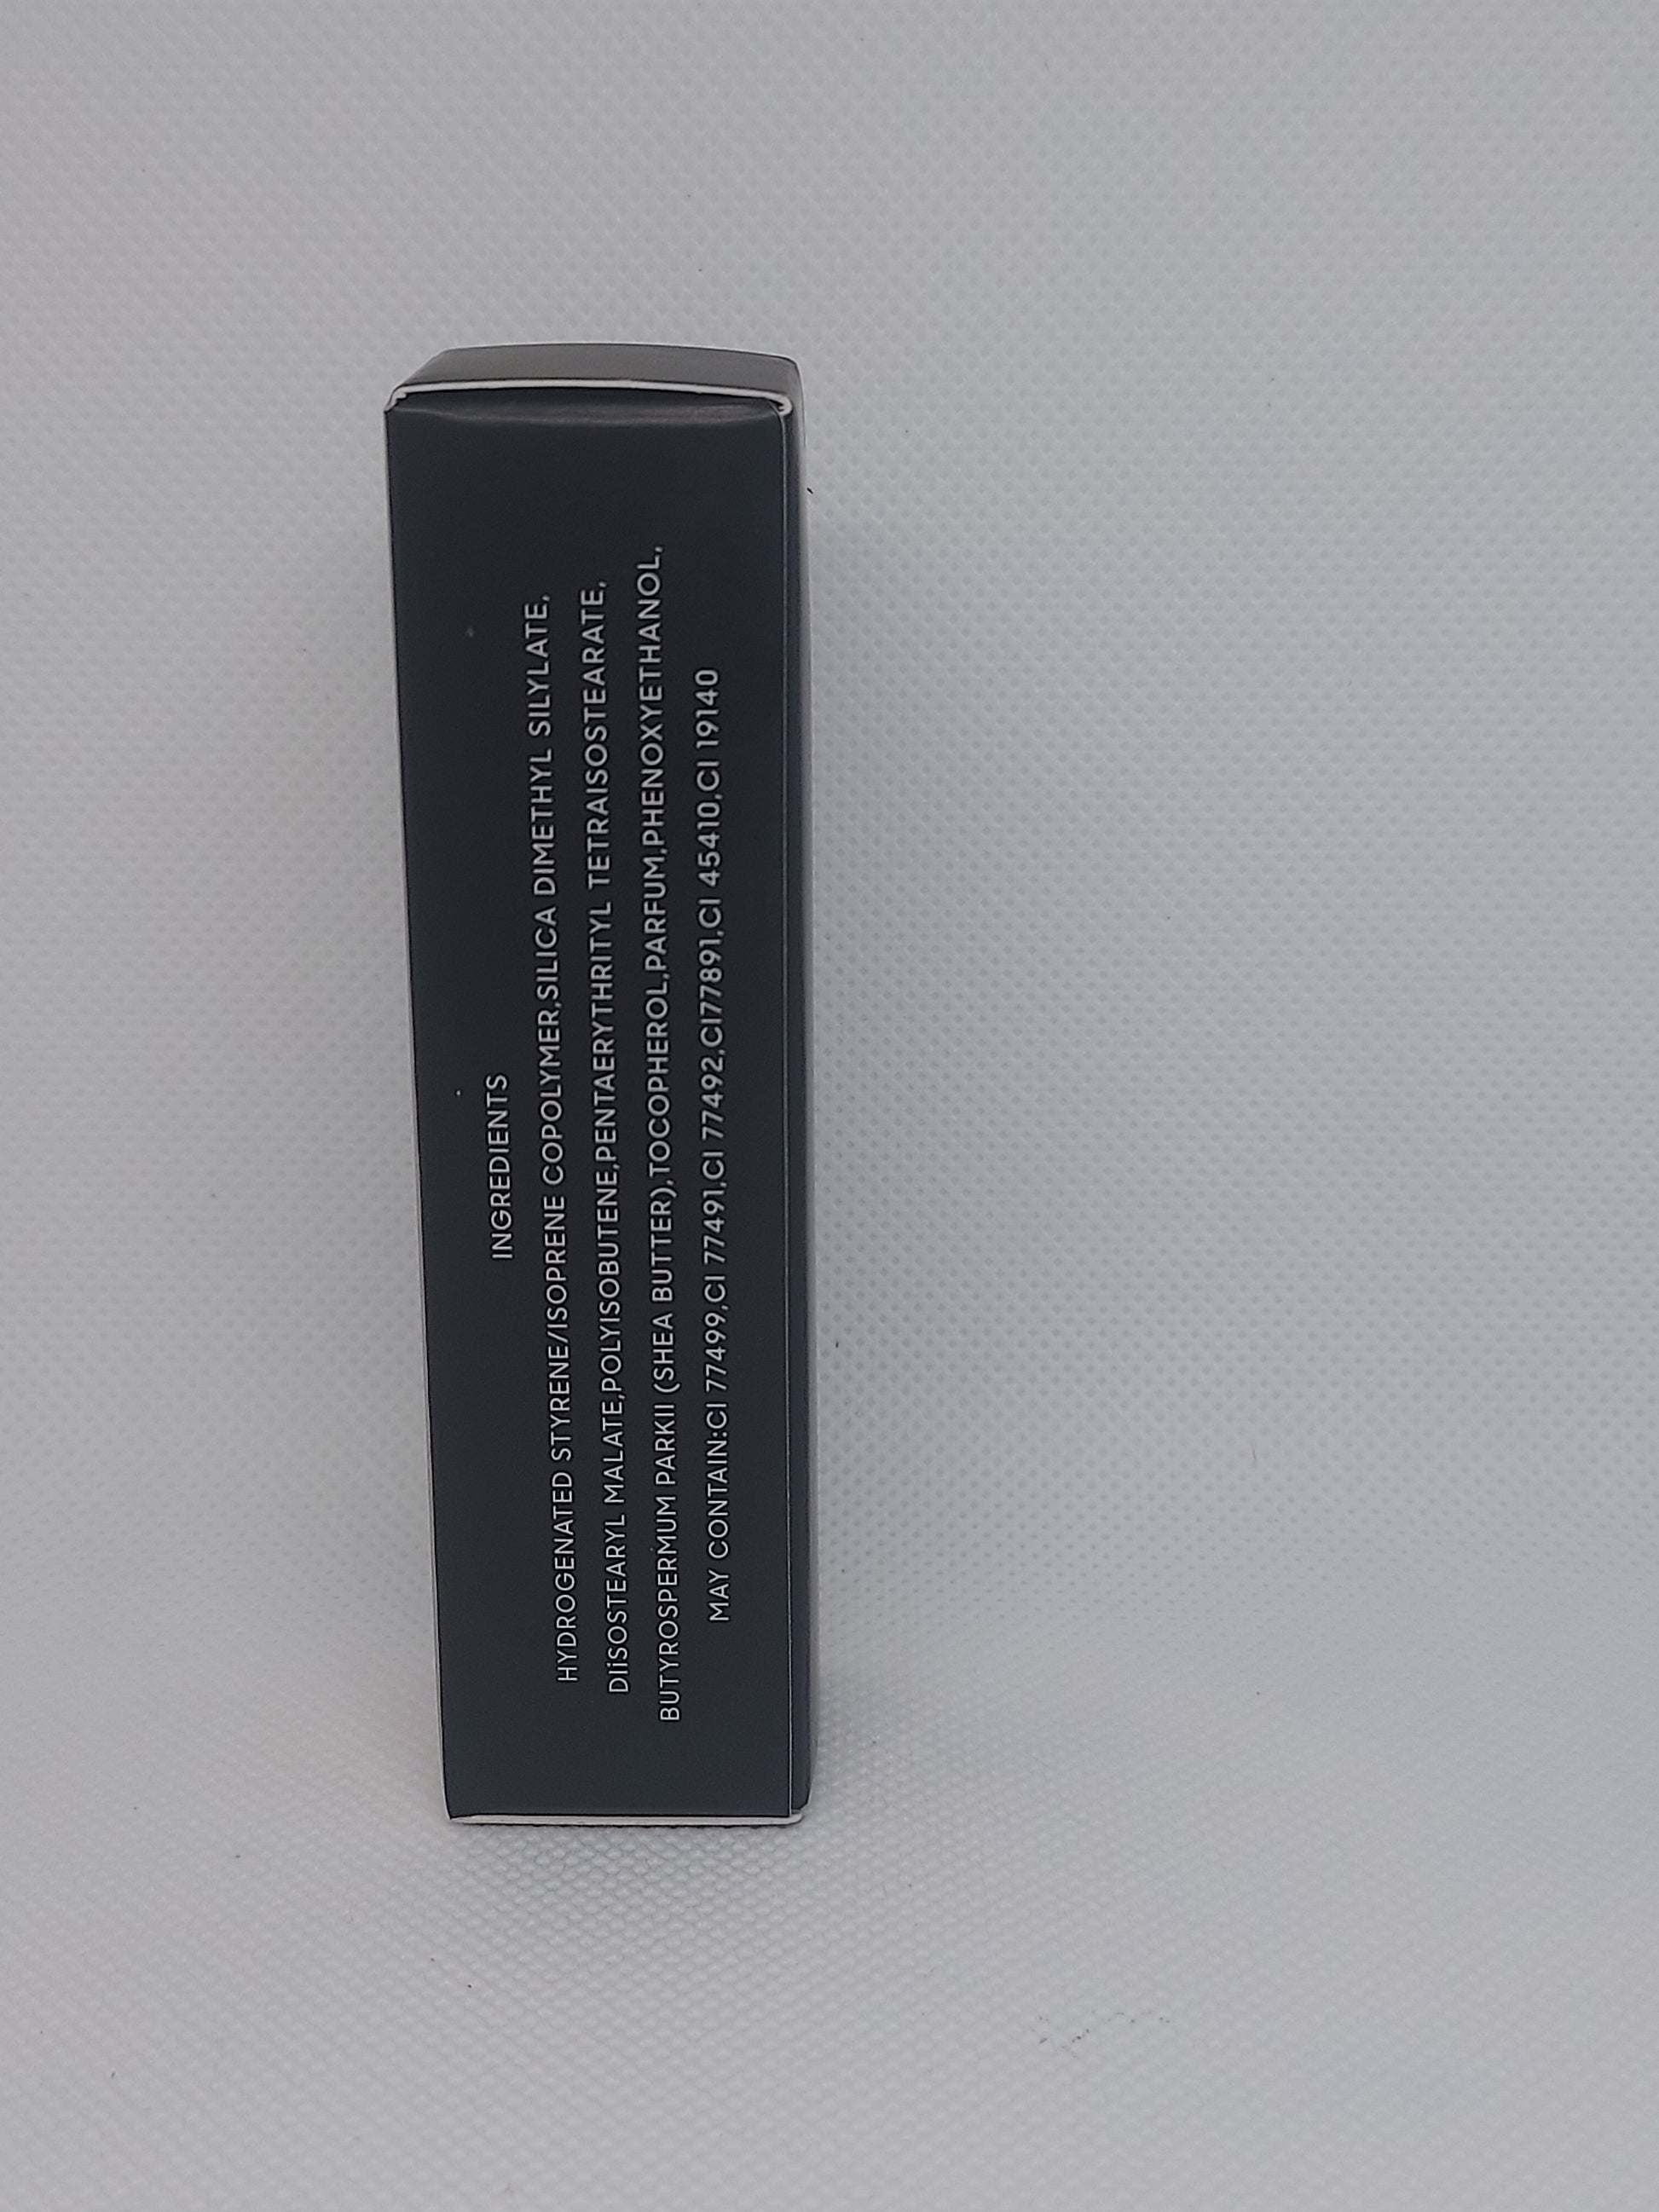 INGREDIENTS
HYDROGENATED STYRENE/ISOPRENE COPOLYMER,SILICA DIMETHYL SILYLATE,
DIiSOSTEARYL MALATE,POLYISOBUTENE,PENTAERYTHRITYL TETRAISOSTEARATE,
BUTYROSPERMUM PARKII (SHEA BUTTER),TOCOPHEROL,PARFUM,PHENOXYETHANOL,
MAY CONTAIN:CI 77499,CI 77491,CI 77492,CI77891,CI 45410,CI 19140